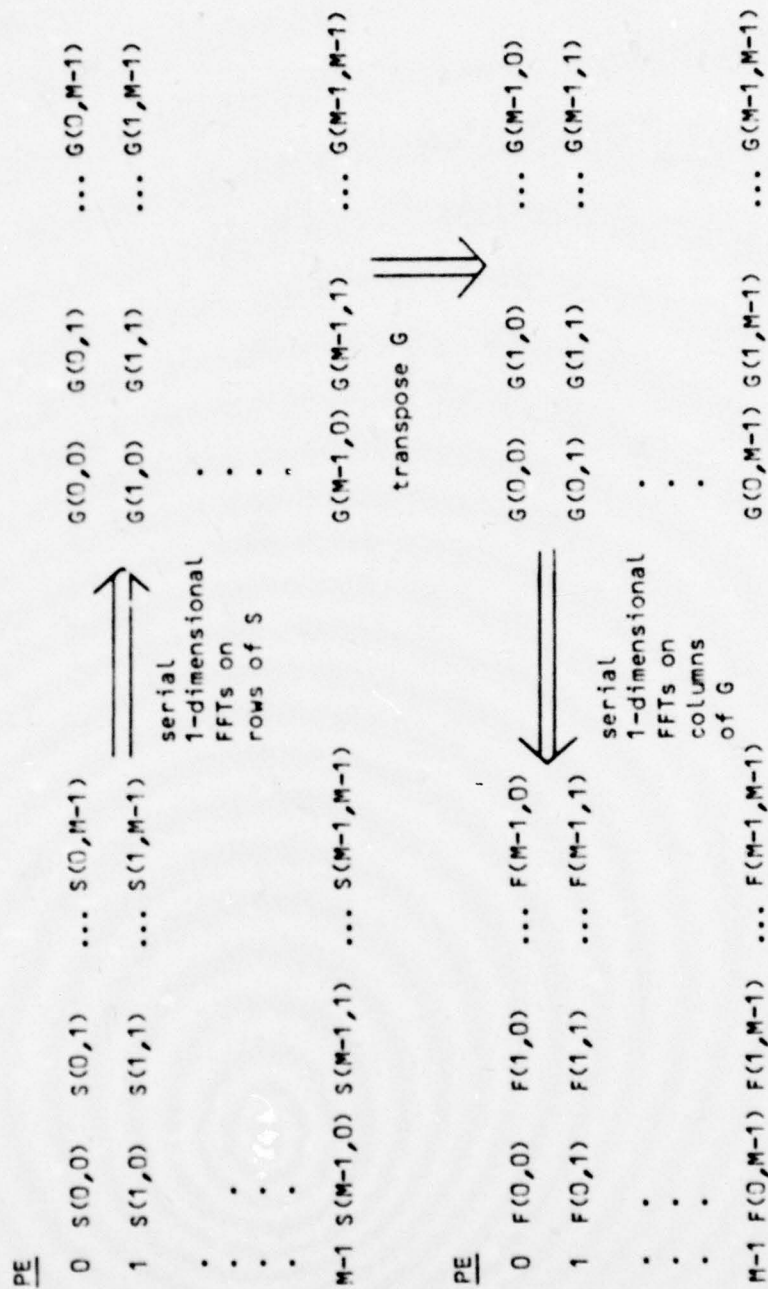 PE
0 S(0,0) S(0,1) ... S(0,M-1) G(0,0) G(0,1) ... G(0,M-1)
1 S(1,0) S(1,1) ... S(1,M-1) G(1,0) G(1,1) ... G(1,M-1)
serial
1-dimensional
FFTs on
rows of S
M-1 S(M-1,0) S(M-1,1) ... S(M-1,M-1) G(M-1,0) G(M-1,1) ... G(M-1,M-1)
transpose G
PE
0 F(0,0) F(1,0) ... F(M-1,0) G(0,0) G(1,0) ... G(M-1,0)
1 F(0,1) F(1,1) ... F(M-1,1) G(0,1) G(1,1) ... G(M-1,1)
serial
1-dimensional
FFTs on
columns
of G
M-1 F(0,M-1) F(1,M-1) ... F(M-1,M-1) G(0,M-1) G(1,M-1) ... G(M-1,M-1)